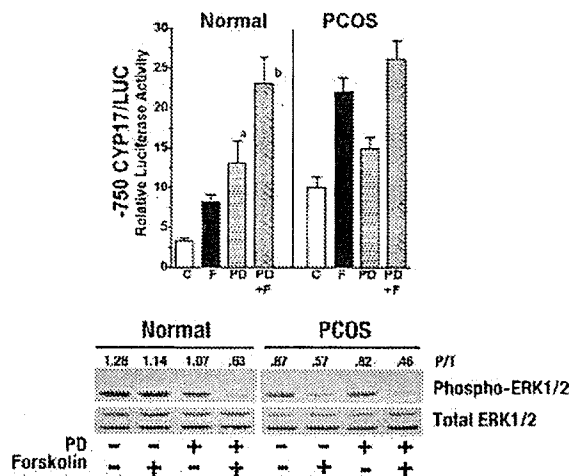 Normal PCOS
-750 CYP17/LUC
Relative Luciferase Activity
30
25
20
15
10
5
0
a
b
C F PD PD +F C F PD PD +F
Normal PCOS
1.28 1.14 1.07 .63 .87 .57 .82 .46 P/T
Phospho-ERK1/2
Total ERK1/2
PD - - + + - - + +
Forskolin - + - + - + - +